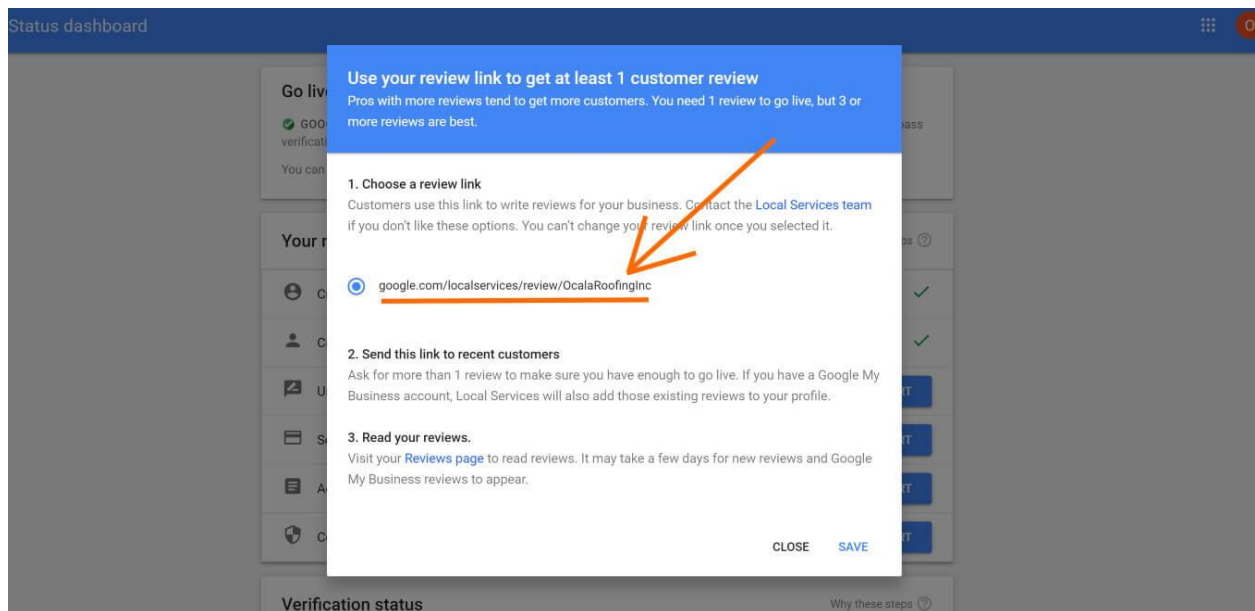 Status dashboard
O
Use your review link to get at least 1 customer review
Pros with more reviews tend to get more customers. You need 1 review to go live, but 3 or
more reviews are best.
Go live
GOO
pass
verificati
You can
1. Choose a review link
Customers use this link to write reviews for your business. Contact the Local Services team
if you don't like these options. You can't change your review link once you selected it.
Your r
ps
google.com/localservices/review/OcalaRoofingInc
2. Send this link to recent customers
Ask for more than 1 review to make sure you have enough to go live. If you have a Google My
Business account, Local Services will also add those existing reviews to your profile.
3. Read your reviews.
Visit your Reviews page to read reviews. It may take a few days for new reviews and Google
My Business reviews to appear.
CLOSE SAVE
Verification status
Why these steps